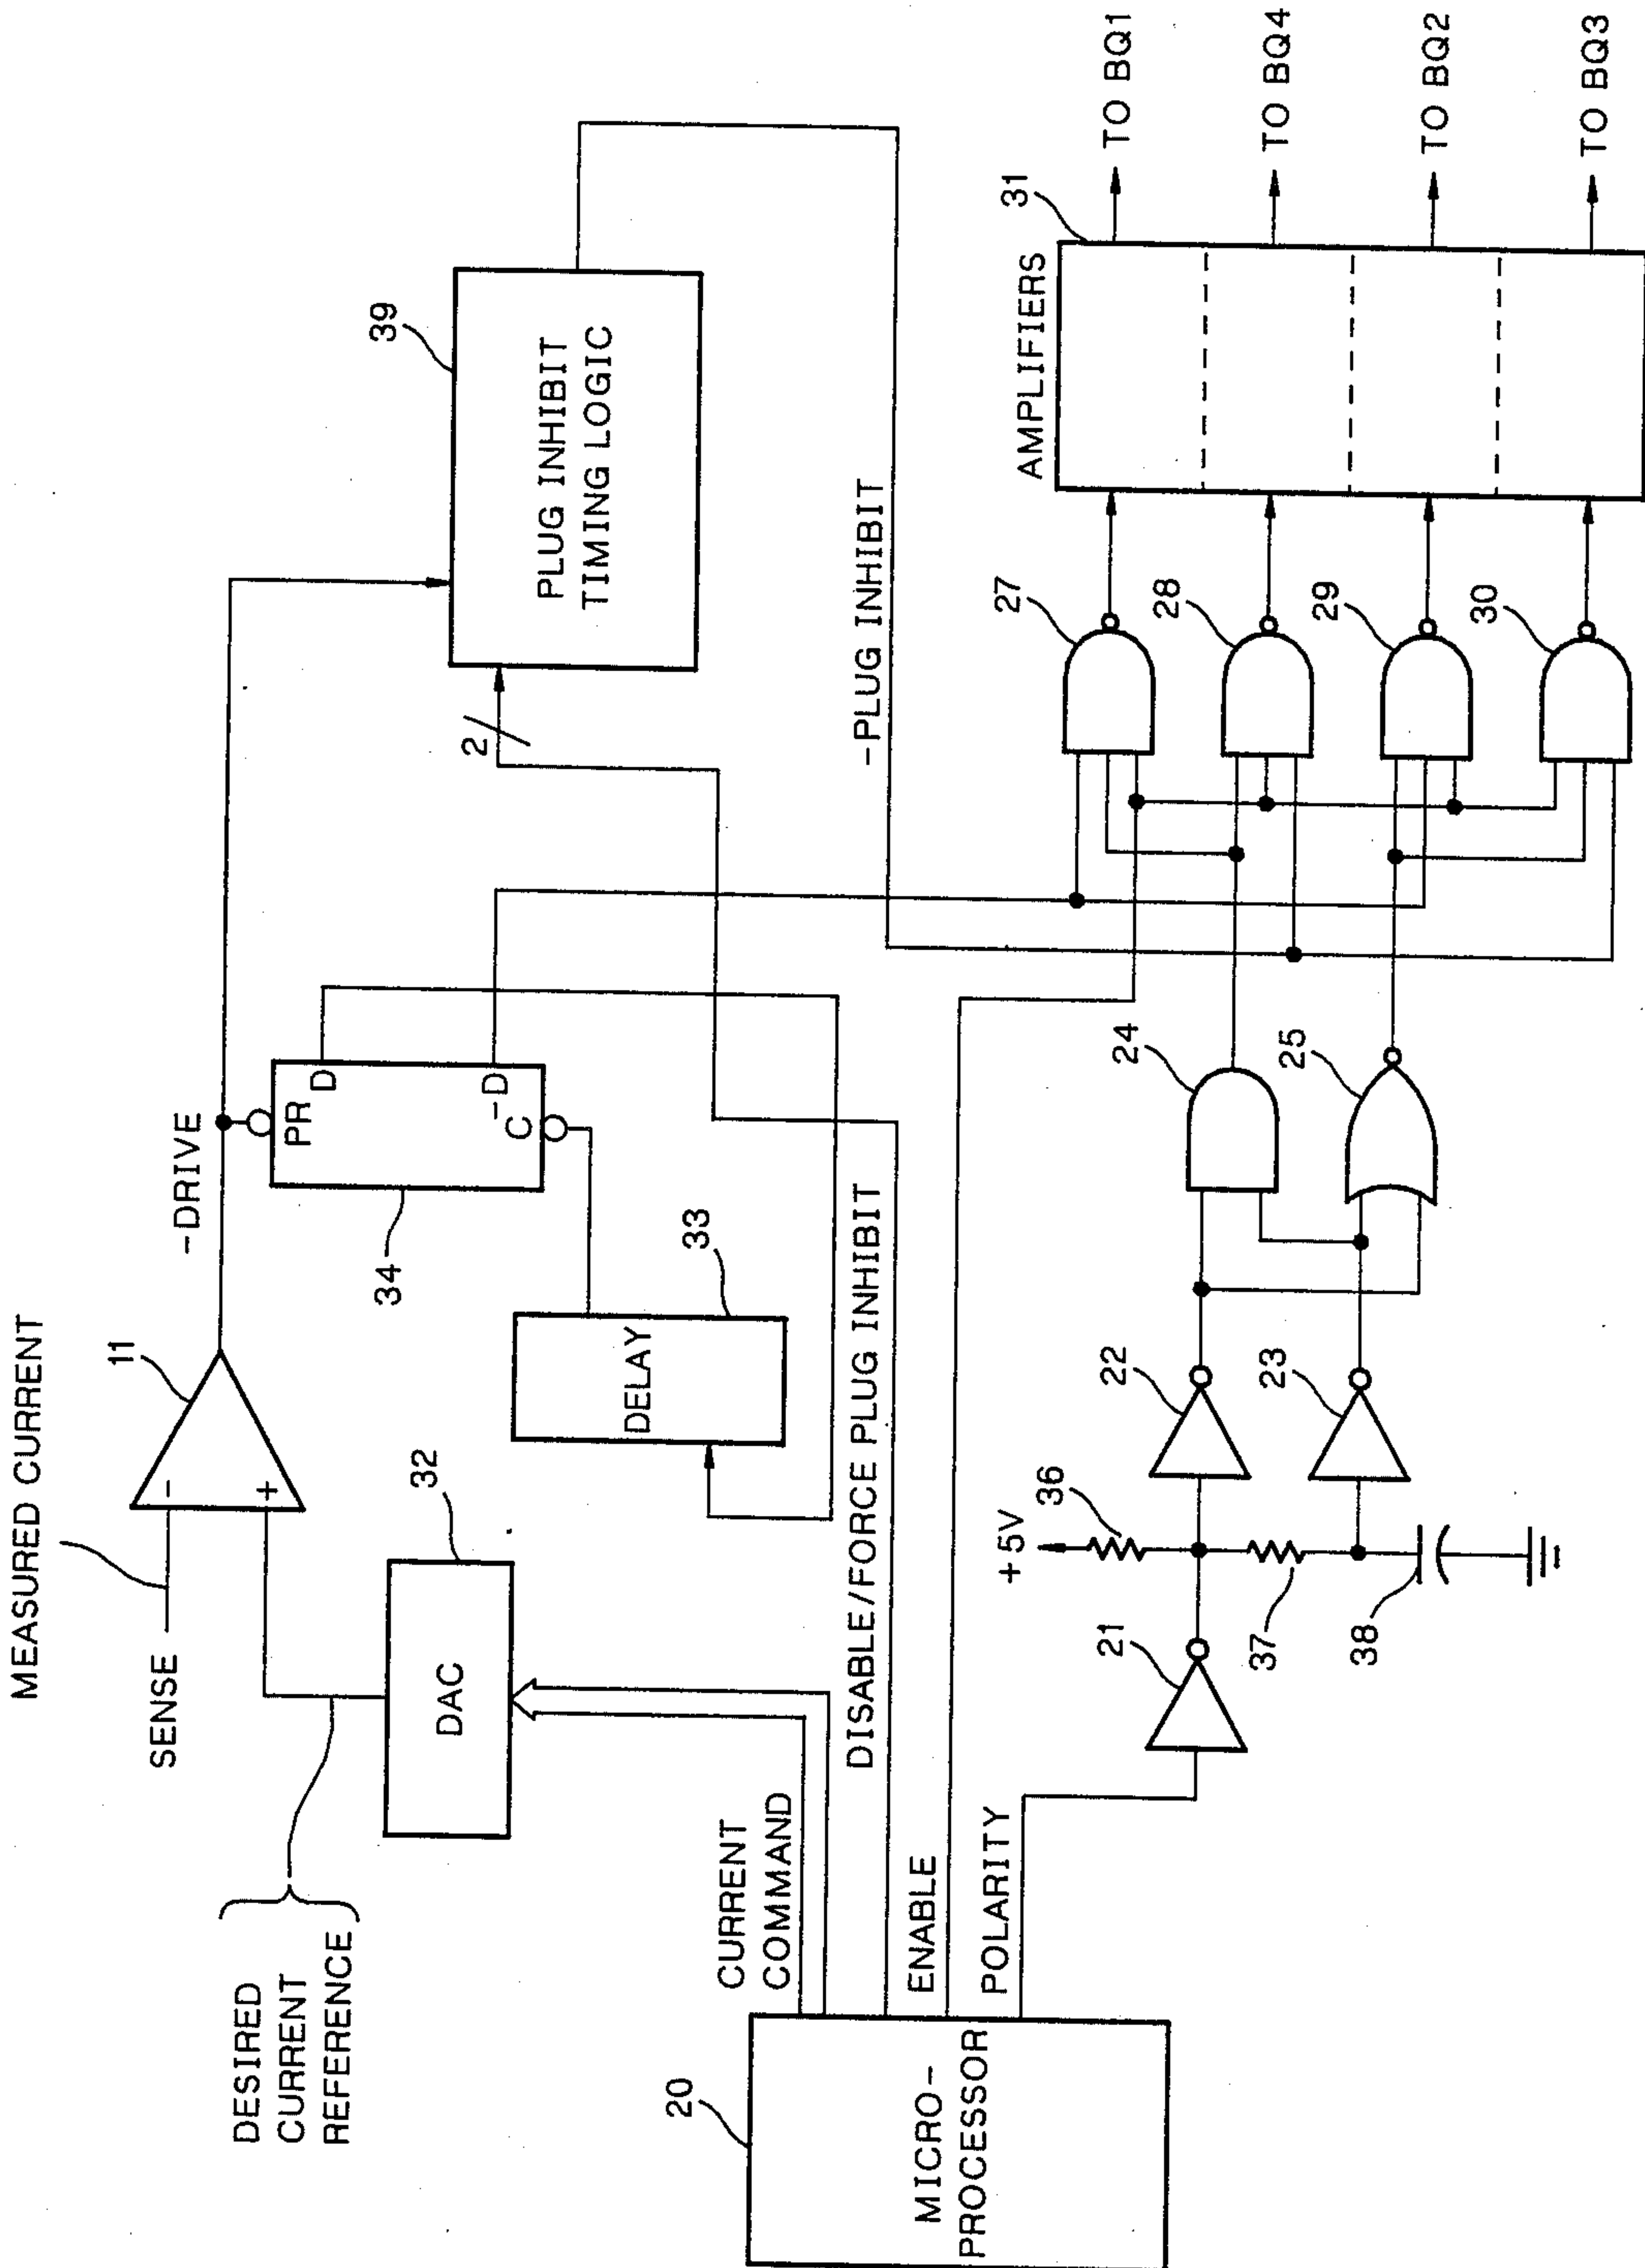 MEASURED CURRENT
SENSE
11
-
+
-DRIVE
DESIRED
CURRENT
REFERENCE
32
DAC
34
PR
D
-D
C
33
DELAY
39
PLUG INHIBIT
TIMING LOGIC
2
20
MICRO-
PROCESSOR
CURRENT
COMMAND
DISABLE/FORCE PLUG INHIBIT
ENABLE
POLARITY
-PLUG INHIBIT
21
+5V
36
37
38
22
23
24
25
27
28
29
30
AMPLIFIERS
31
TO BQ1
TO BQ4
TO BQ2
TO BQ3